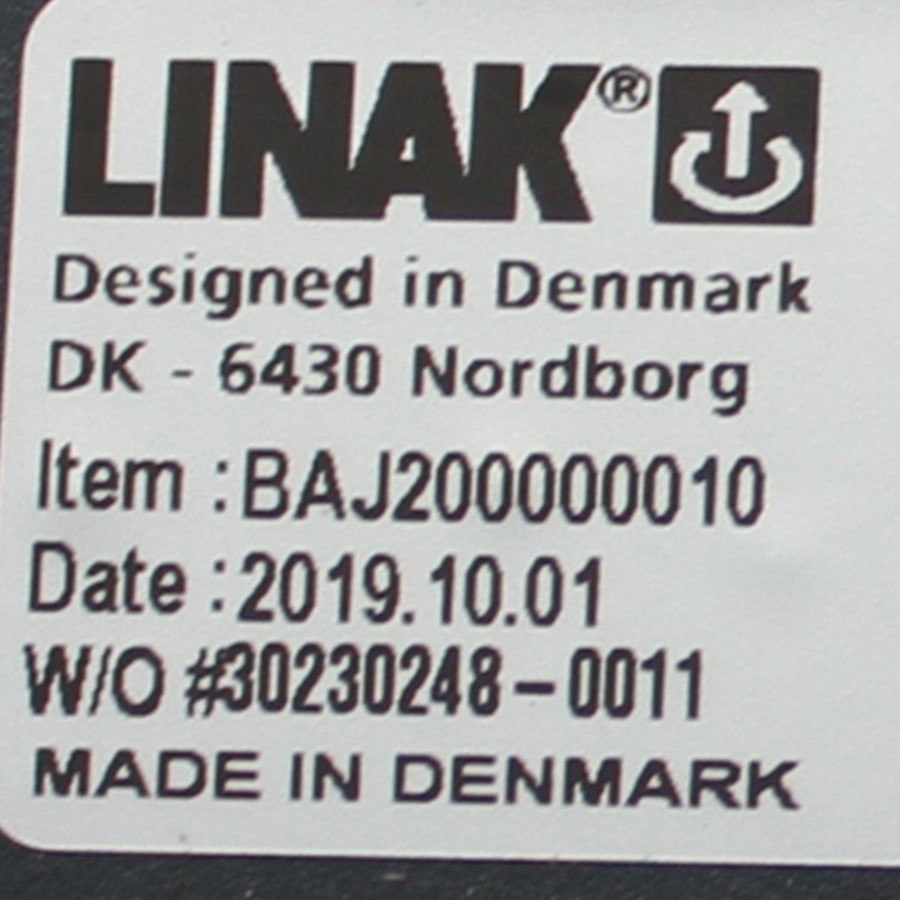 LINAK®
Designed in Denmark
DK - 6430 Nordborg
Item :BAJ200000010
Date :2019.10.01
W/O #30230248-0011
MADE IN DENMARK